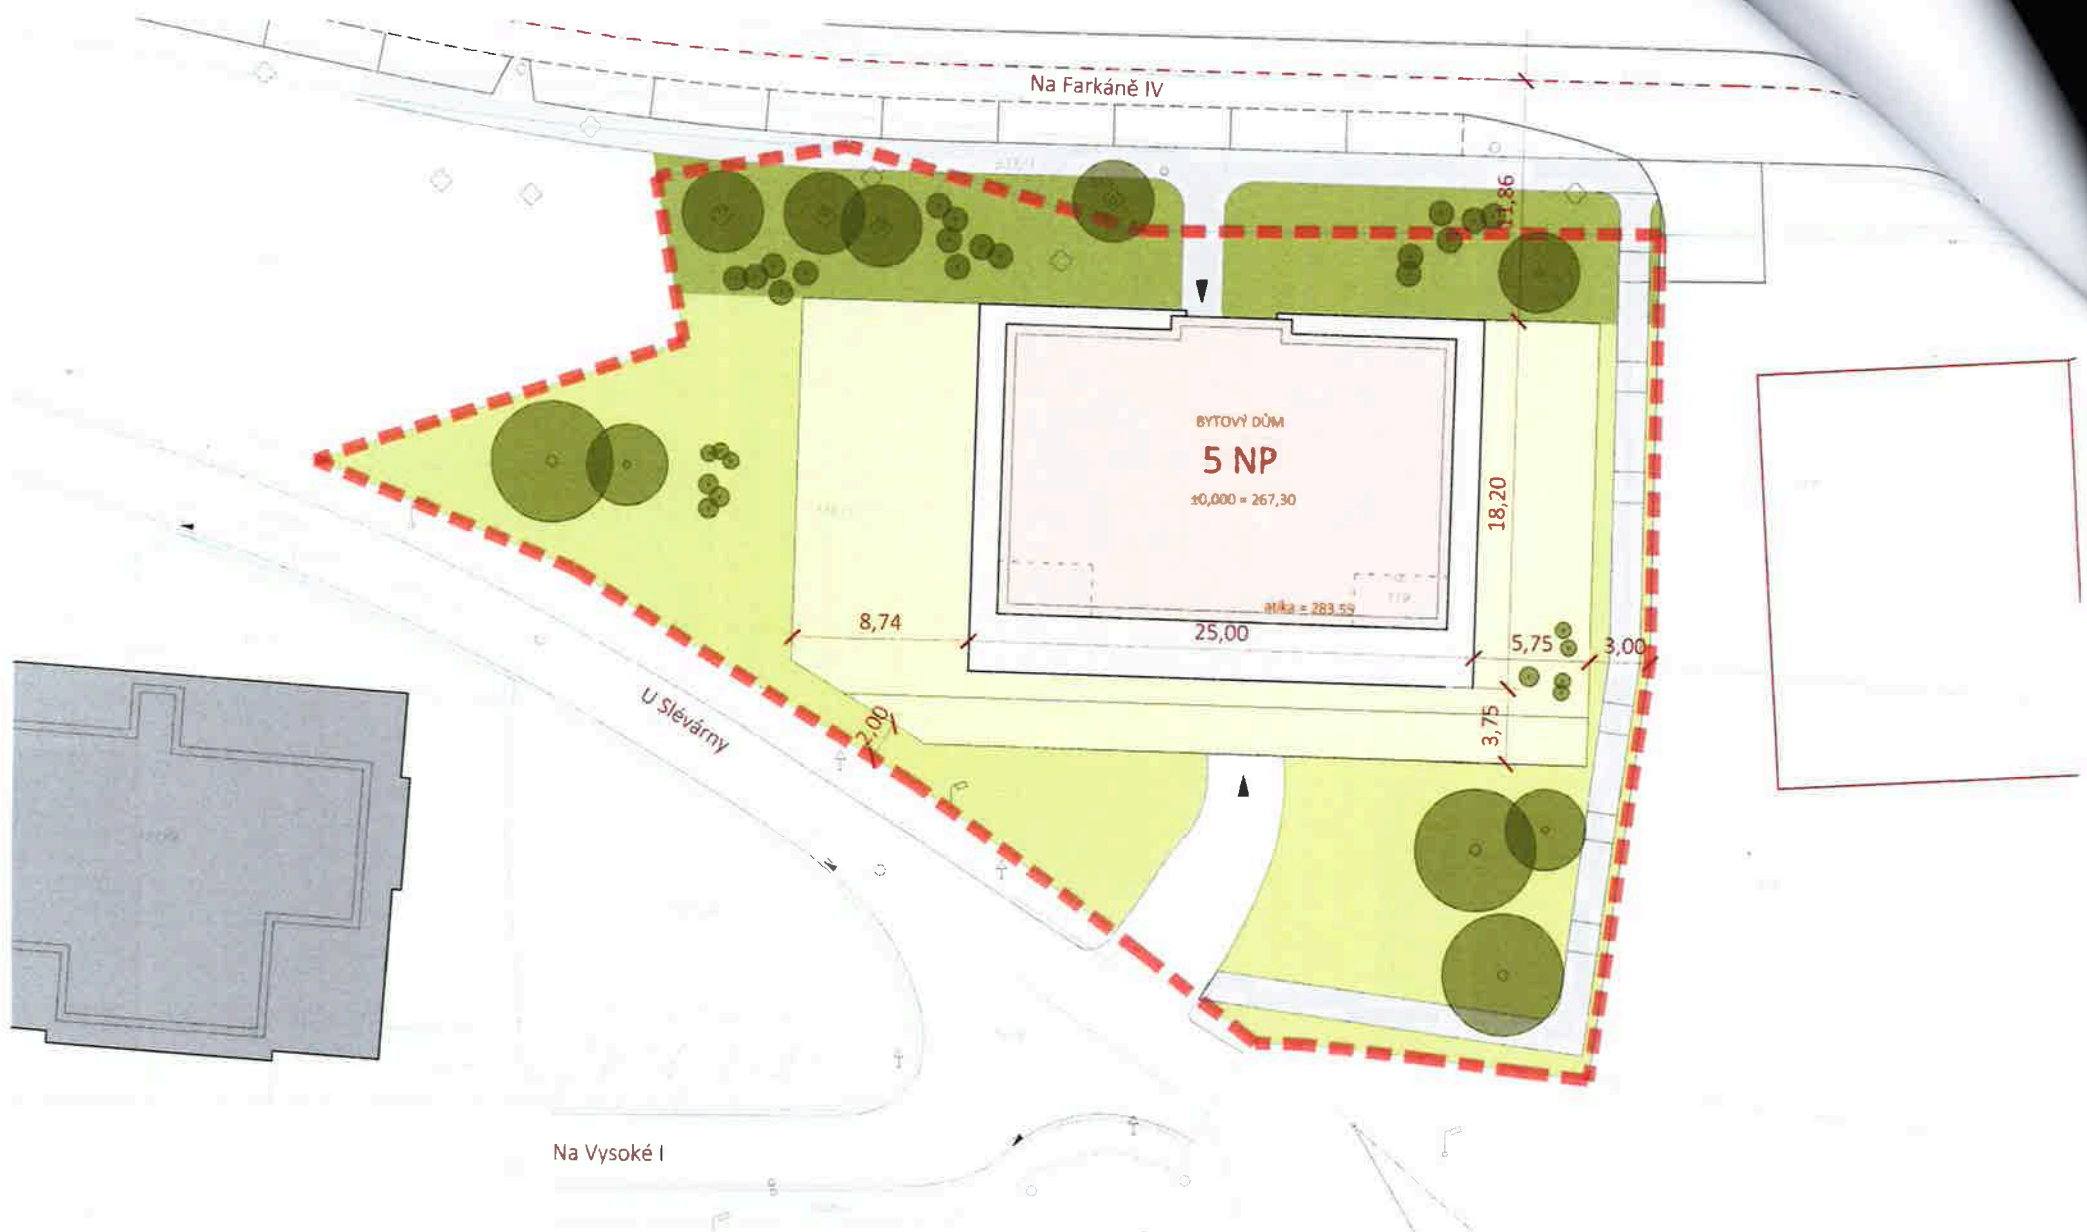 Na Farkáně IV
11,86
BYTOVÝ DŮM
5 NP
±0,000 = 267,30
18,20
atika = 283,59
8,74
25,00
5,75
3,00
U Slévárny
2,00
3,75
Na Vysoké I